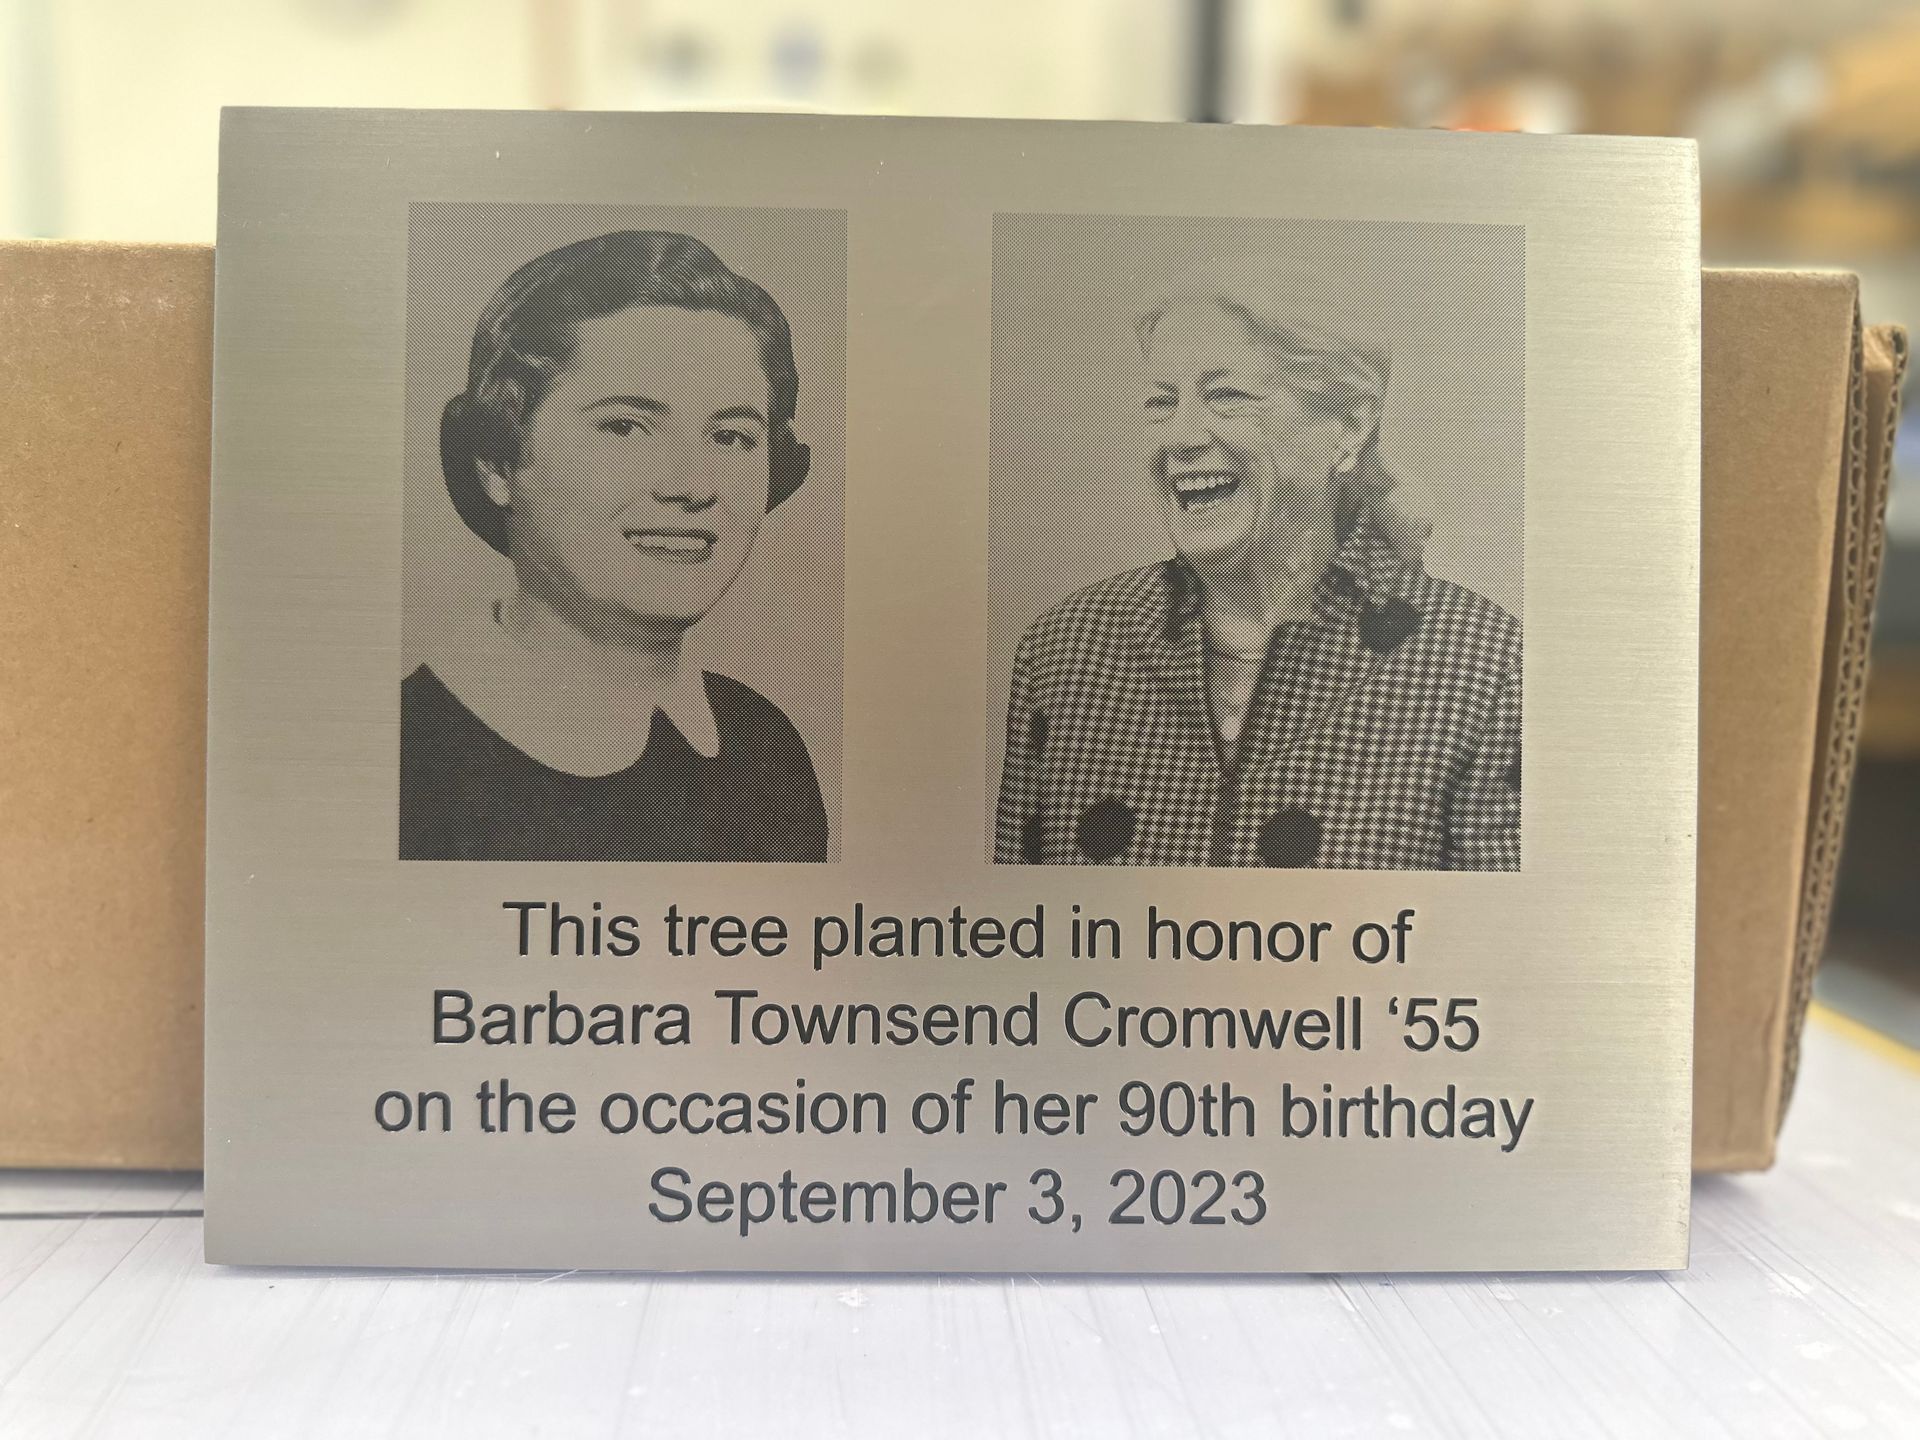 This tree planted in honor of
Barbara Townsend Cromwell ‘55
on the occasion of her 90th birthday
September 3, 2023